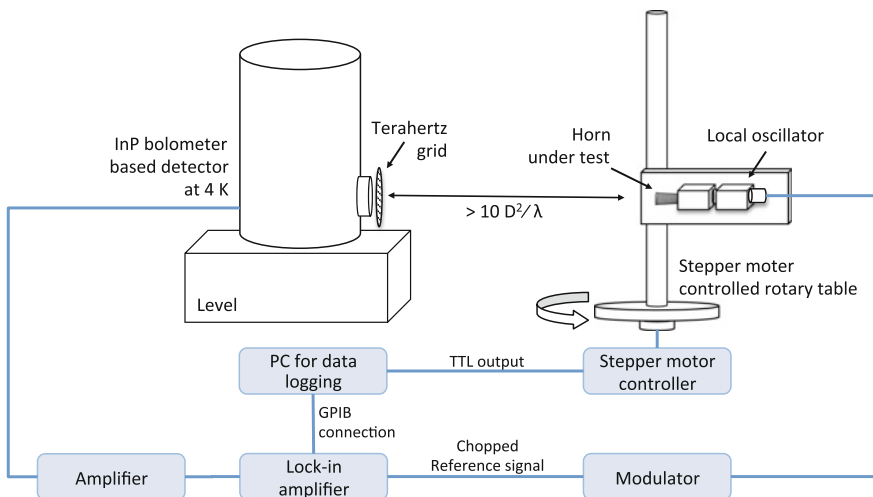 InP bolometer
based detector
at 4 K
Terahertz
grid
> 10 D²/ λ
Horn
under test
Local oscillator
Level
Stepper moter
controlled rotary table
PC for data
logging
TTL output
Stepper motor
controller
GPIB
connection
Amplifier
Lock-in
amplifier
Chopped
Reference signal
Modulator